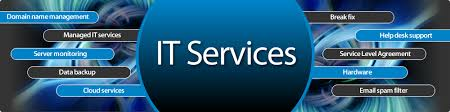 Domain name management
Managed IT services
Server monitoring
Data backup
Cloud services
IT Services
Break fix
Help desk support
Service Level Agreement
Hardware
Email spam filter